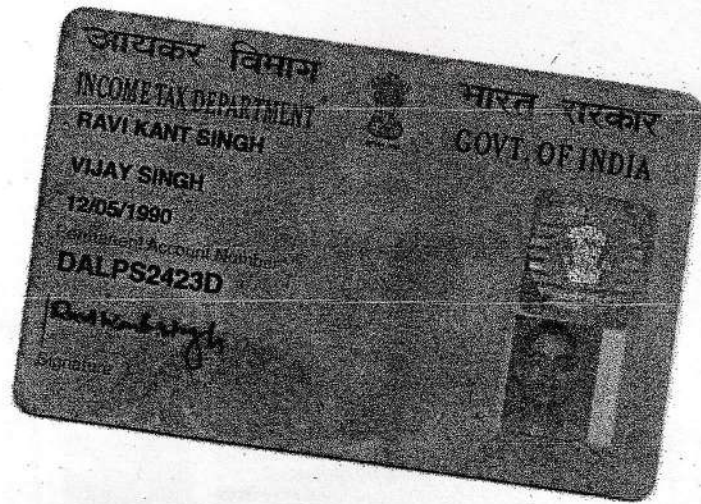 आयकर विभाग
INCOME TAX DEPARTMENT
भारत सरकार
GOVT. OF INDIA
RAVI KANT SINGH
VIJAY SINGH
12/05/1990
Permanent Account Number
DALPS2423D
Signature